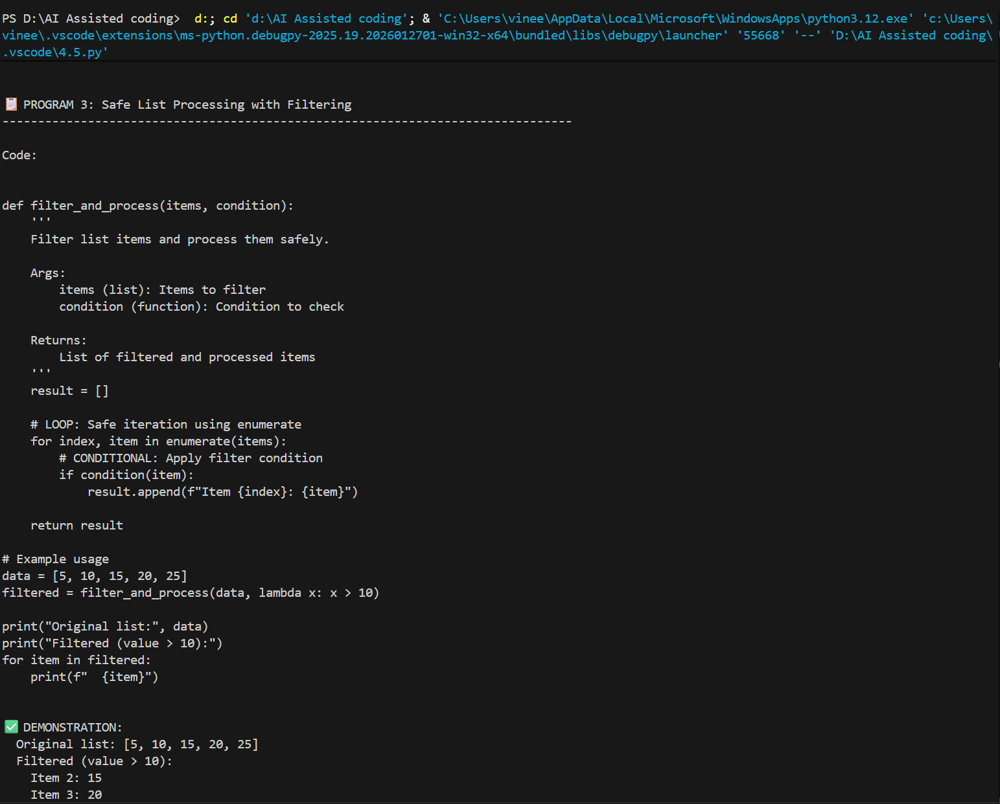 PS D:\AI Assisted coding>  d:; cd 'd:\AI Assisted coding'; & 'C:\Users\vinee\AppData\Local\Microsoft\WindowsApps\python3.12.exe' 'c:\Users\
vinee\.vscode\extensions\ms-python.debugpy-2025.19.2026012701-win32-x64\bundled\libs\debugpy\launcher' '55668' '--' 'D:\AI Assisted coding\
.vscode\4.5.py'
📋 PROGRAM 3: Safe List Processing with Filtering
--------------------------------------------------------------------------------
Code:
def filter_and_process(items, condition):
    '''
    Filter list items and process them safely.
    Args:
        items (list): Items to filter
        condition (function): Condition to check
    Returns:
        List of filtered and processed items
    '''
    result = []
    # LOOP: Safe iteration using enumerate
    for index, item in enumerate(items):
        # CONDITIONAL: Apply filter condition
        if condition(item):
            result.append(f"Item {index}: {item}")
    return result
# Example usage
data = [5, 10, 15, 20, 25]
filtered = filter_and_process(data, lambda x: x > 10)
print("Original list:", data)
print("Filtered (value > 10):")
for item in filtered:
    print(f"  {item}")
✅ DEMONSTRATION:
  Original list: [5, 10, 15, 20, 25]
  Filtered (value > 10):
    Item 2: 15
    Item 3: 20